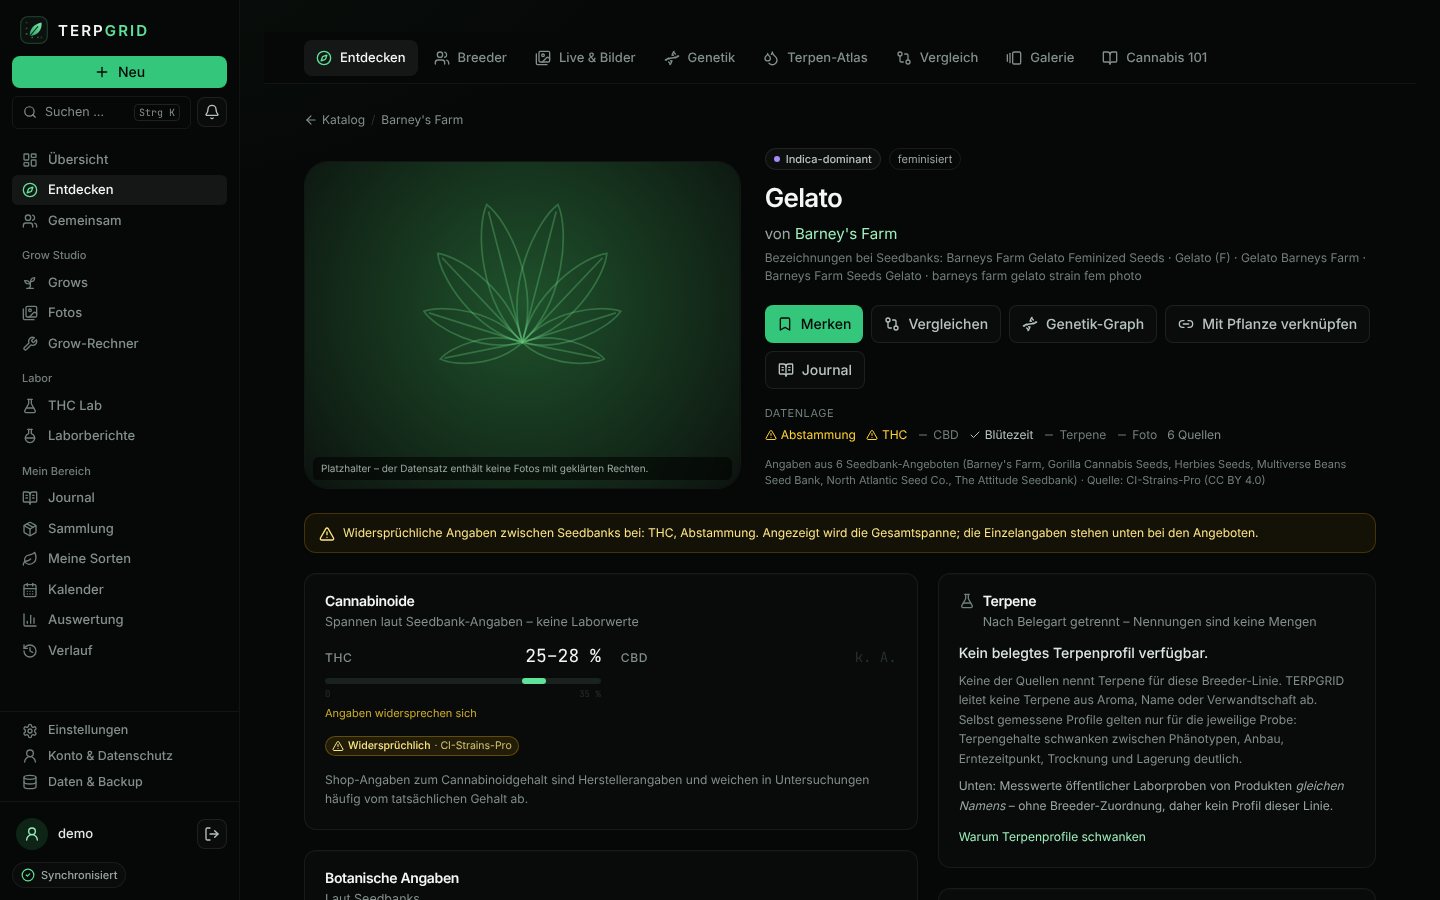 TERPGRID
Neu
Suchen ... Strg K
Übersicht
Entdecken
Gemeinsam
Grow Studio
Grows
Fotos
Grow-Rechner
Labor
THC Lab
Laborberichte
Mein Bereich
Journal
Sammlung
Meine Sorten
Kalender
Auswertung
Verlauf
Einstellungen
Konto & Datenschutz
Daten & Backup
demo
Synchronisiert
Entdecken Breeder Live & Bilder Genetik Terpen-Atlas Vergleich Galerie Cannabis 101
Katalog / Barney's Farm
Platzhalter – der Datensatz enthält keine Fotos mit geklärten Rechten.
Indica-dominant feminisiert
Gelato
von Barney's Farm
Bezeichnungen bei Seedbanks: Barneys Farm Gelato Feminized Seeds · Gelato (F) · Gelato Barneys Farm ·
Barneys Farm Seeds Gelato · barneys farm gelato strain fem photo
Merken Vergleichen Genetik-Graph Mit Pflanze verknüpfen
Journal
DATENLAGE
Abstammung THC – CBD Blütezeit – Terpene – Foto 6 Quellen
Angaben aus 6 Seedbank-Angeboten (Barney's Farm, Gorilla Cannabis Seeds, Herbies Seeds, Multiverse Beans
Seed Bank, North Atlantic Seed Co., The Attitude Seedbank) · Quelle: CI-Strains-Pro (CC BY 4.0)
Widersprüchliche Angaben zwischen Seedbanks bei: THC, Abstammung. Angezeigt wird die Gesamtspanne; die Einzelangaben stehen unten bei den Angeboten.
Cannabinoide
Spannen laut Seedbank-Angaben – keine Laborwerte
THC 25–28 % CBD k. A.
0 35 %
Angaben widersprechen sich
Widersprüchlich · CI-Strains-Pro
Shop-Angaben zum Cannabinoidgehalt sind Herstellerangaben und weichen in Untersuchungen
häufig vom tatsächlichen Gehalt ab.
Botanische Angaben
Laut Seedbanks
Terpene
Nach Belegart getrennt – Nennungen sind keine Mengen
Kein belegtes Terpenprofil verfügbar.
Keine der Quellen nennt Terpene für diese Breeder-Linie. TERPGRID
leitet keine Terpene aus Aroma, Name oder Verwandtschaft ab.
Selbst gemessene Profile gelten nur für die jeweilige Probe:
Terpengehalte schwanken zwischen Phänotypen, Anbau,
Erntezeitpunkt, Trocknung und Lagerung deutlich.
Unten: Messwerte öffentlicher Laborproben von Produkten gleichen
Namens – ohne Breeder-Zuordnung, daher kein Profil dieser Linie.
Warum Terpenprofile schwanken